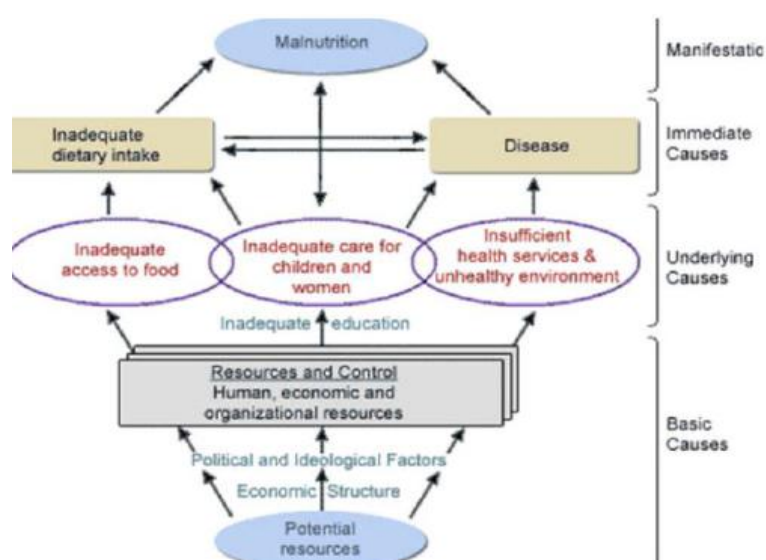 Malnutrition
Manifestatic
Inadequate
dietary intake
Disease
Immediate
Causes
Inadequate
access to food
Inadequate care for
children and
women
Insufficient
health services &
unhealthy environment
Underlying
Causes
Inadequate education
Resources and Control
Human, economic and
organizational resources
Political and Ideological Factors
Economic Structure
Basic
Causes
Potential
resources